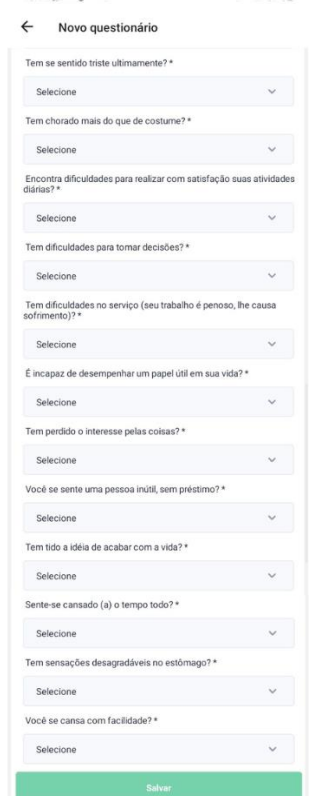 Novo questionário
Tem se sentido triste ultimamente? *
Selecione
Tem chorado mais do que de costume? *
Selecione
Encontra dificuldades para realizar com satisfação suas atividades
diárias? *
Selecione
Tem dificuldades para tomar decisões? *
Selecione
Tem dificuldades no serviço (seu trabalho é penoso, lhe causa
sofrimento)? *
Selecione
É incapaz de desempenhar um papel útil em sua vida? *
Selecione
Tem perdido o interesse pelas coisas? *
Selecione
Você se sente uma pessoa inútil, sem préstimo? *
Selecione
Tem tido a idéia de acabar com a vida? *
Selecione
Sente-se cansado (a) o tempo todo? *
Selecione
Tem sensações desagradáveis no estômago? *
Selecione
Você se cansa com facilidade? *
Selecione
Salvar